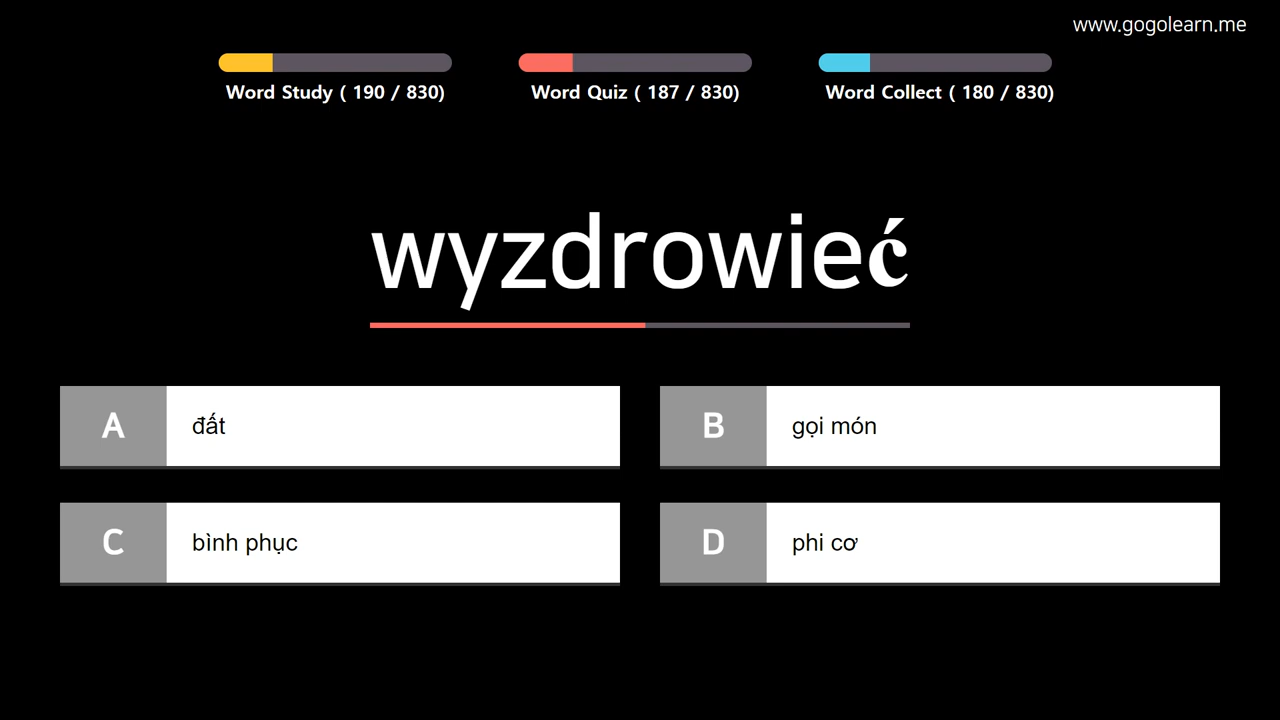 www.gogolearn.me
Word Study ( 190 / 830)
Word Quiz ( 187 / 830)
Word Collect ( 180 / 830)
wyzdrowieć
A đất
B gọi món
C bình phục
D phi cơ